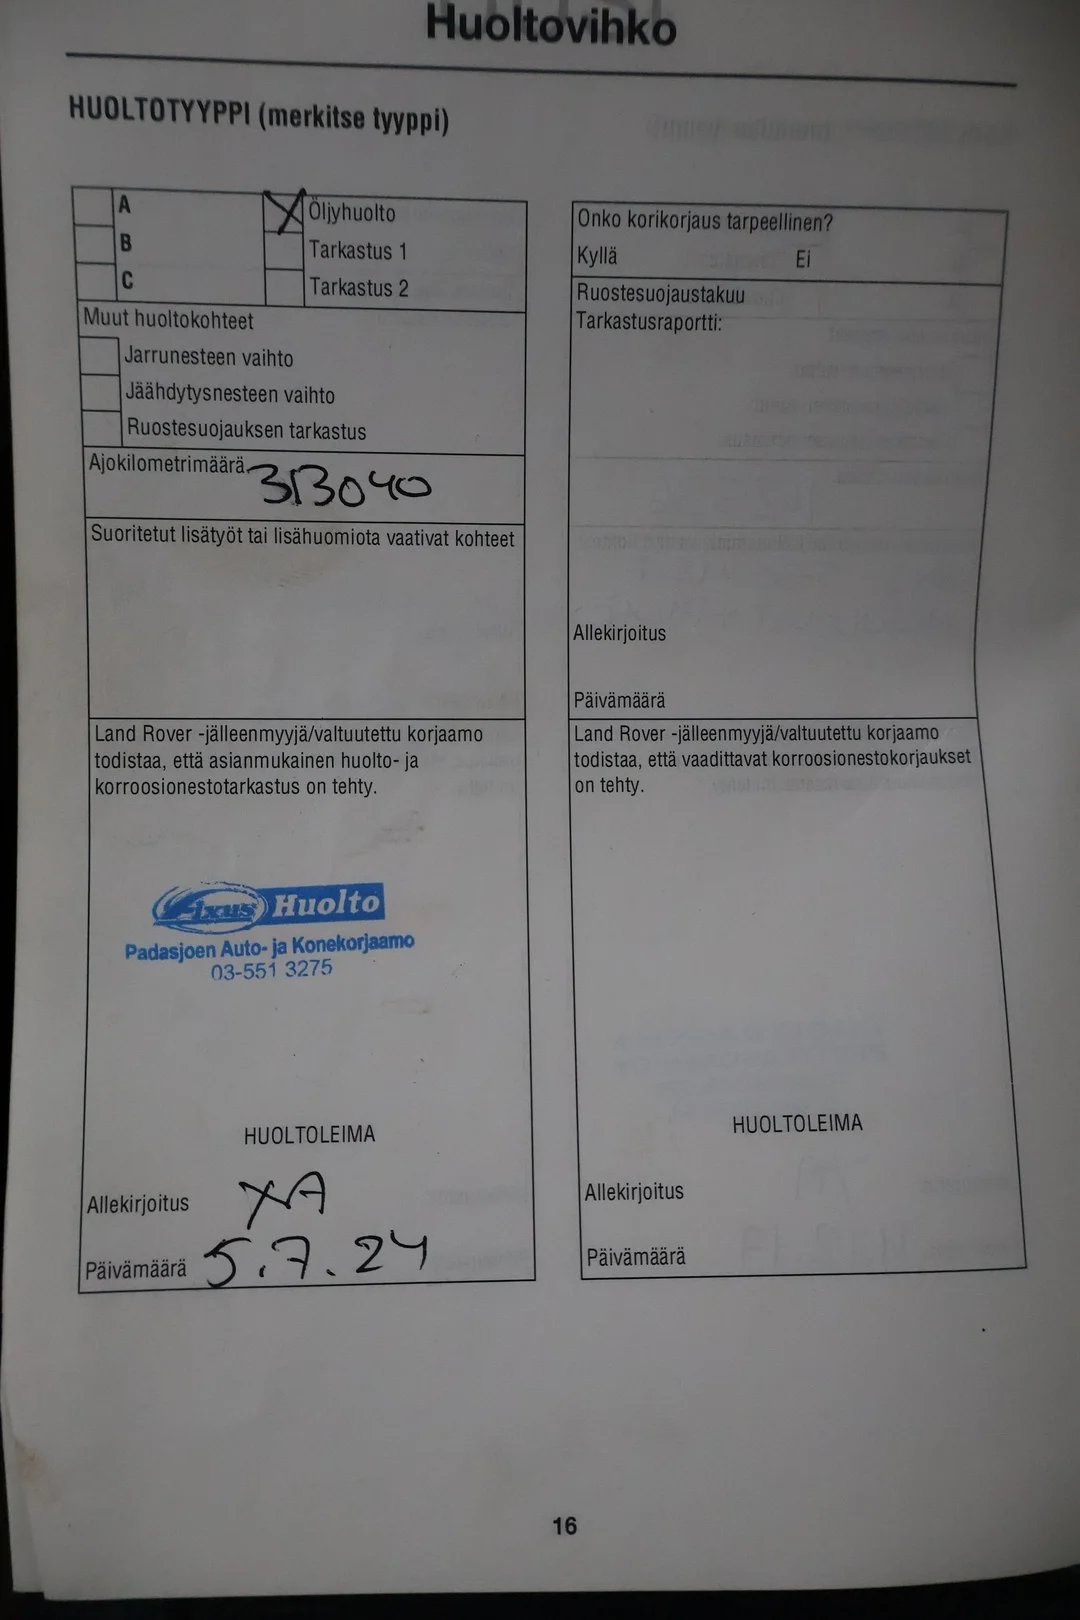 Huoltovihko
HUOLTOTYYPPI (merkitse tyyppi)
A
B
C
X Öljyhuolto
Tarkastus 1
Tarkastus 2
Muut huoltokohteet
Jarrunesteen vaihto
Jäähdytysnesteen vaihto
Ruostesuojauksen tarkastus
Ajokilometrimäärä 313040
Suoritetut lisätyöt tai lisähuomiota vaativat kohteet
Land Rover -jälleenmyyjä/valtuutettu korjaamo
todistaa, että asianmukainen huolto- ja
korroosionestotarkastus on tehty.
Fixus Huolto
Padasjoen Auto- ja Konekorjaamo
03-551 3275
HUOLTOLEIMA
Allekirjoitus XA
Päivämäärä 5.7.24
Onko korikorjaus tarpeellinen?
Kyllä Ei
Ruostesuojaustakuu
Tarkastusraportti:
Allekirjoitus
Päivämäärä
Land Rover -jälleenmyyjä/valtuutettu korjaamo
todistaa, että vaadittavat korroosionestokorjaukset
on tehty.
HUOLTOLEIMA
Allekirjoitus
Päivämäärä
16